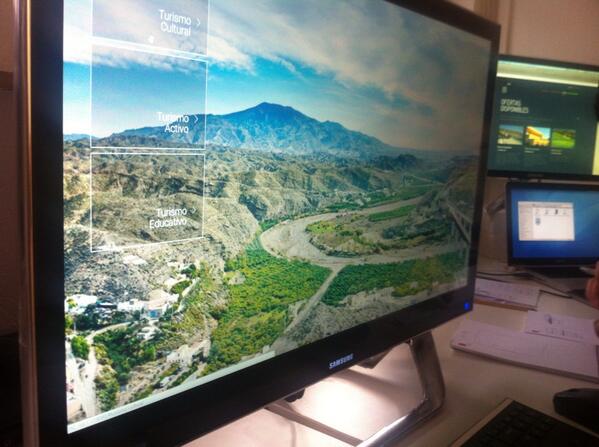 Turismo
Cultural
Turismo
Activo
Turismo
Educativo
SAMSUNG
OFERTAS
DISPONIBLES